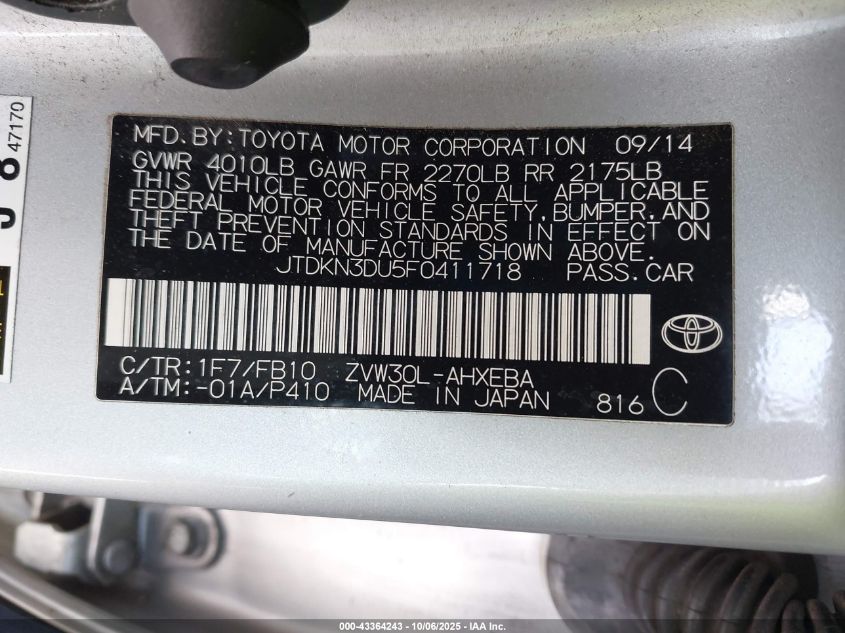 MFD.BY:TOYOTA MOTOR CORPORATION 09/14
GVWR 4010LB GAWR FR 2270LB RR 2175LB
THIS VEHICLE CONFORMS TO ALL APPLICABLE
FEDERAL MOTOR VEHICLE SAFETY,BUMPER,AND
THEFT PREVENTION STANDARDS IN EFFECT ON
THE DATE OF MANUFACTURE SHOWN ABOVE.
JTDKN3DU5F0411718 PASS.CAR
C/TR:1F7/FB10 ZVW30L-AHXEBA
A/TM:-01A/P410 MADE IN JAPAN 816 C
47170
000-43364243 - 10/06/2025 - IAA Inc.